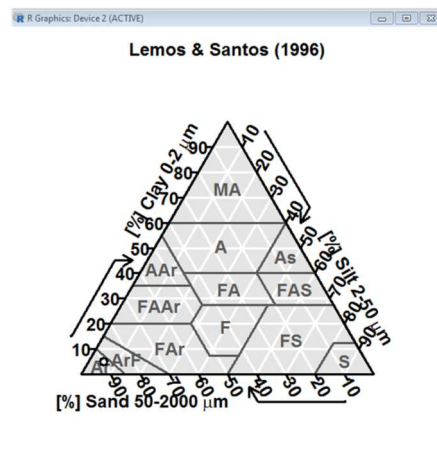 R Graphics: Device 2 (ACTIVE)
Lemos & Santos (1996)
[%] Clay 0-2 µm
[%] Silt 2-50 µm
90
80
70
60
50
40
30
20
10
10
20
30
40
50
60
70
80
90
MA
A
As
AAr
FA
FAS
FAAr
F
FS
FAr
ArF
Ar
S
90
80
70
60
50
40
30
20
10
[%] Sand 50-2000 µm